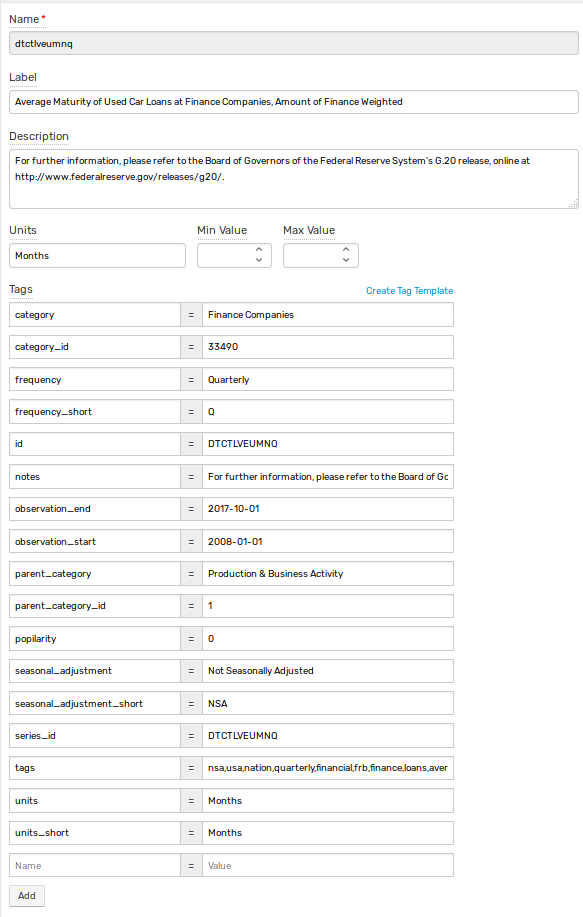 Name *
dtctlveumnq
Label
Average Maturity of Used Car Loans at Finance Companies, Amount of Finance Weighted
Description
For further information, please refer to the Board of Governors of the Federal Reserve System's G.20 release, online at
http://www.federalreserve.gov/releases/g20/.
Units Min Value Max Value
Months
Tags Create Tag Template
category = Finance Companies
category_id = 33490
frequency = Quarterly
frequency_short = Q
id = DTCTLVEUMNQ
notes = For further information, please refer to the Board of Gc
observation_end = 2017-10-01
observation_start = 2008-01-01
parent_category = Production & Business Activity
parent_category_id = 1
popilarity = 0
seasonal_adjustment = Not Seasonally Adjusted
seasonal_adjustment_short = NSA
series_id = DTCTLVEUMNQ
tags = nsa,usa,nation,quarterly,financial,frb,finance,loans,aver
units = Months
units_short = Months
Name = Value
Add